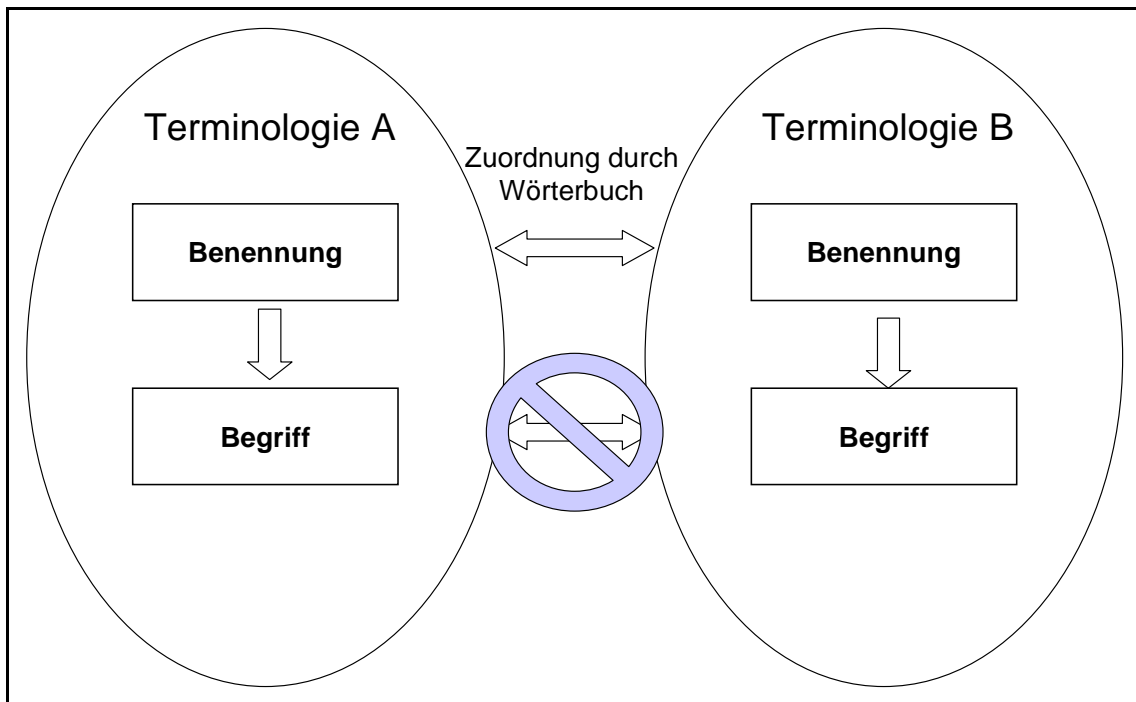 Terminologie A
Benennung
Begriff
Zuordnung durch
Wörterbuch
Terminologie B
Benennung
Begriff